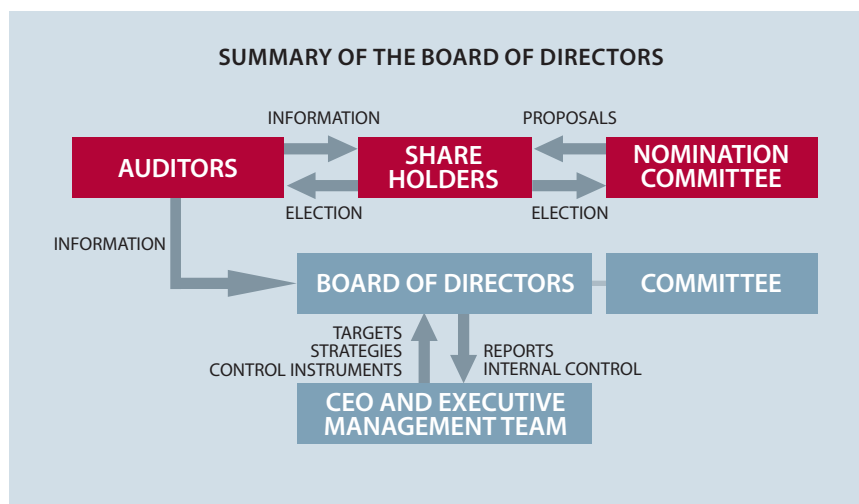 SUMMARY OF THE BOARD OF DIRECTORS
INFORMATION
PROPOSALS
AUDITORS
SHARE
HOLDERS
NOMINATION
COMMITTEE
ELECTION
ELECTION
INFORMATION
BOARD OF DIRECTORS
COMMITTEE
TARGETS
STRATEGIES
CONTROL INSTRUMENTS
REPORTS
INTERNAL CONTROL
CEO AND EXECUTIVE
MANAGEMENT TEAM